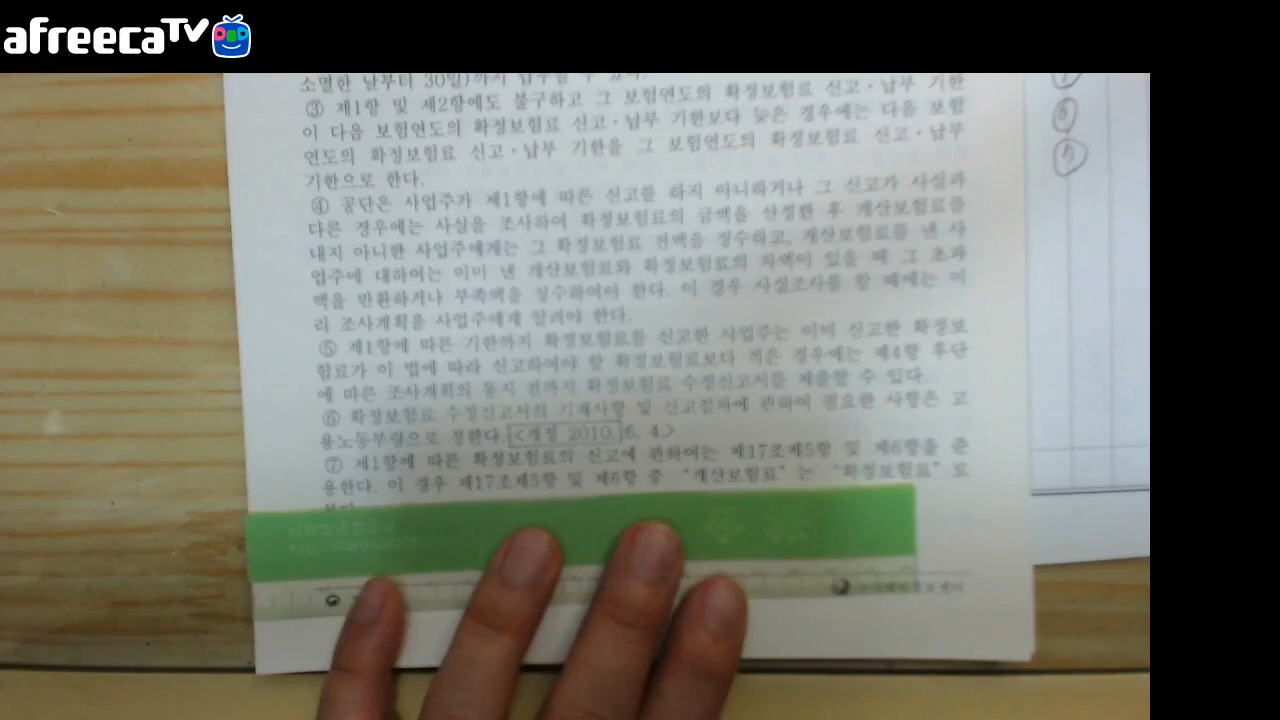 afreecaTV
소멸한 날부터 30일)까지 납부할 수 있다.
③ 제1항 및 제2항에도 불구하고 그 보험연도의 확정보험료 신고·납부 기한
이 다음 보험연도의 확정보험료 신고·납부 기한보다 늦은 경우에는 다음 보험
연도의 확정보험료 신고·납부 기한을 그 보험연도의 확정보험료 신고·납부
기한으로 한다.
④ 공단은 사업주가 제1항에 따른 신고를 하지 아니하거나 그 신고가 사실과
다른 경우에는 사실을 조사하여 확정보험료의 금액을 산정한 후 개산보험료를
내지 아니한 사업주에게는 그 확정보험료 전액을 징수하고, 개산보험료를 낸 사
업주에 대하여는 이미 낸 개산보험료와 확정보험료의 차액이 있을 때 그 초과
액을 반환하거나 부족액을 징수하여야 한다. 이 경우 사실조사를 할 때에는 미
리 조사계획을 사업주에게 알려야 한다.
⑤ 제1항에 따른 기한까지 확정보험료를 신고한 사업주는 이미 신고한 확정보
험료가 이 법에 따라 신고하여야 할 확정보험료보다 적은 경우에는 제4항 후단
에 따른 조사계획의 통지 전까지 확정보험료 수정신고서를 제출할 수 있다.
⑥ 확정보험료 수정신고서의 기재사항 및 신고절차에 관하여 필요한 사항은 고
용노동부령으로 정한다. <개정 2010. 6. 4.>
⑦ 제1항에 따른 확정보험료의 신고에 관하여는 제17조제5항 및 제6항을 준
용한다. 이 경우 제17조제5항 및 제6항 중 "개산보험료"는 "확정보험료"로
⑥
⑦